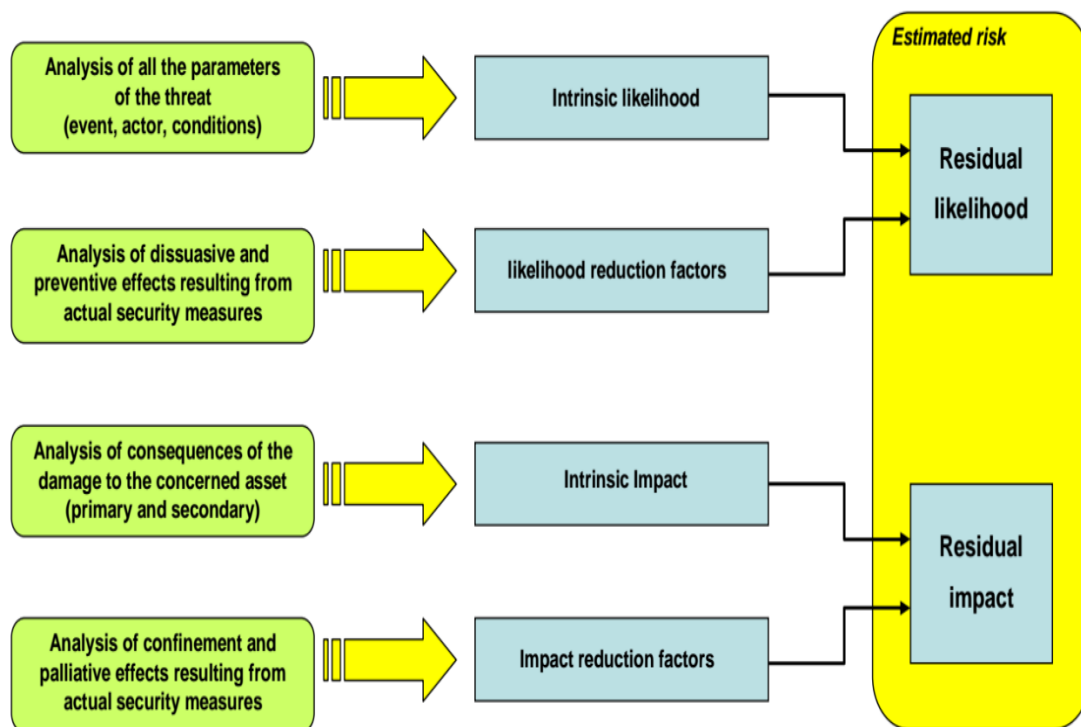 Estimated risk
Analysis of all the parameters
of the threat
(event, actor, conditions)
Intrinsic likelihood
Residual
likelihood
Analysis of dissuasive and
preventive effects resulting from
actual security measures
likelihood reduction factors
Analysis of consequences of the
damage to the concerned asset
(primary and secondary)
Intrinsic Impact
Residual
impact
Analysis of confinement and
palliative effects resulting from
actual security measures
Impact reduction factors